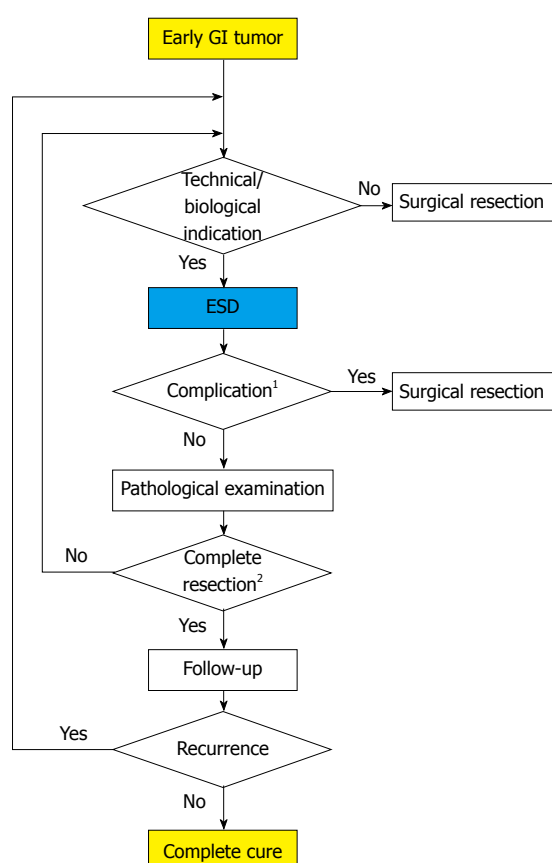 Early GI tumor
Technical/
biological
indication
No
Surgical resection
Yes
ESD
Complication¹
Yes
Surgical resection
No
Pathological examination
Complete
resection²
No
Yes
Follow-up
Recurrence
Yes
No
Complete cure